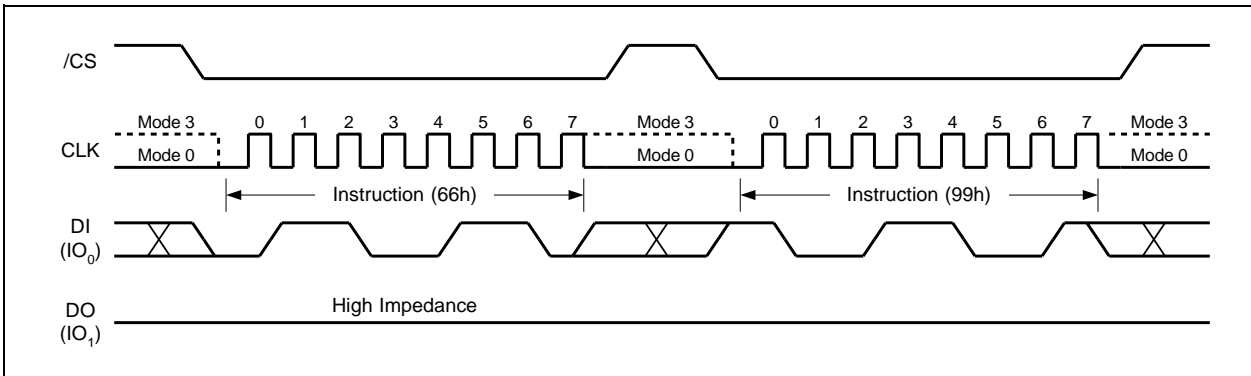 /CS
Mode 3 0 1 2 3 4 5 6 7 Mode 3 0 1 2 3 4 5 6 7 Mode 3
CLK
Mode 0 Mode 0 Mode 0
Instruction (66h) Instruction (99h)
DI
(IO0)
High Impedance
DO
(IO1)